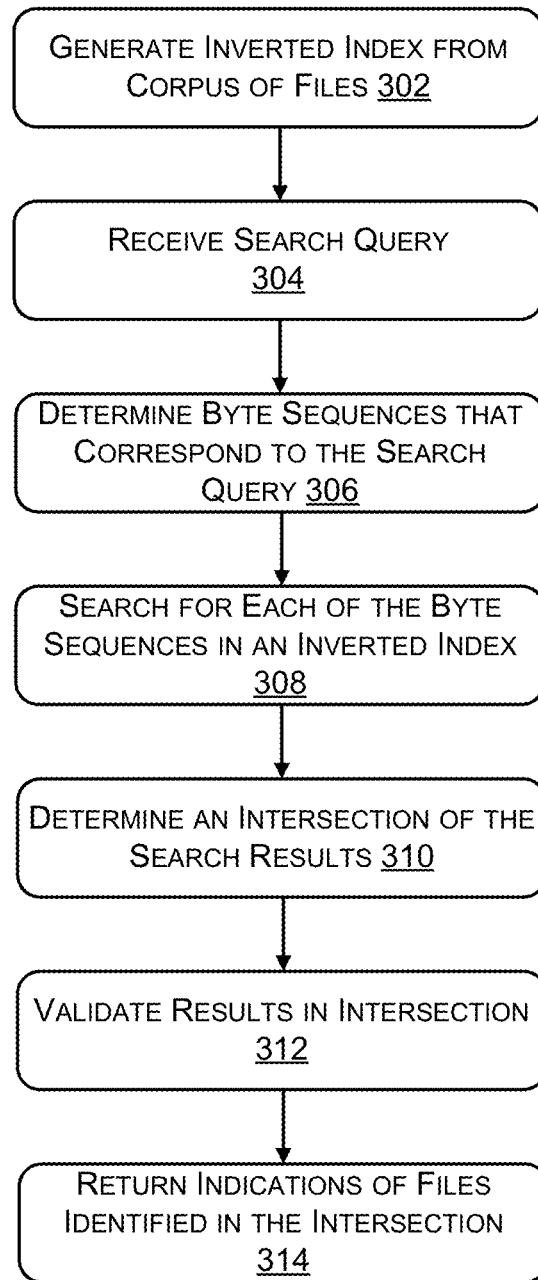 GENERATE INVERTED INDEX FROM
CORPUS OF FILES 302
RECEIVE SEARCH QUERY
304
DETERMINE BYTE SEQUENCES THAT
CORRESPOND TO THE SEARCH
QUERY 306
SEARCH FOR EACH OF THE BYTE
SEQUENCES IN AN INVERTED INDEX
308
DETERMINE AN INTERSECTION OF THE
SEARCH RESULTS 310
VALIDATE RESULTS IN INTERSECTION
312
RETURN INDICATIONS OF FILES
IDENTIFIED IN THE INTERSECTION
314